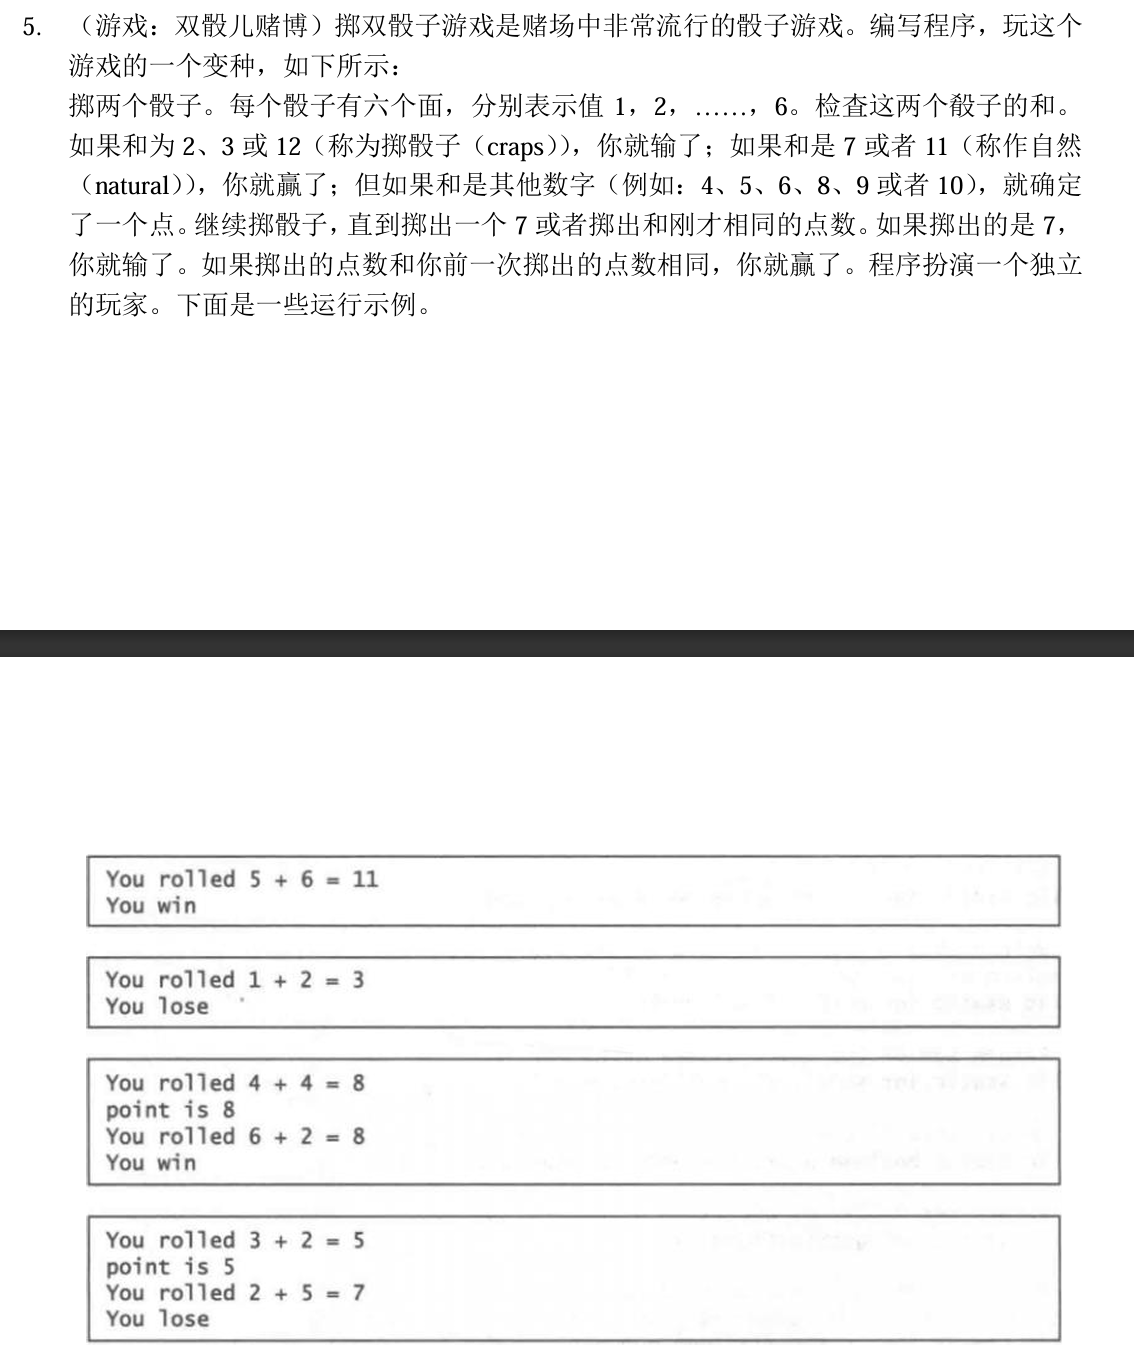 5. （游戏：双骰儿赌博）掷双骰子游戏是赌场中非常流行的骰子游戏。编写程序，玩这个
游戏的一个变种，如下所示：
掷两个骰子。每个骰子有六个面，分别表示值 1，2，……，6。检查这两个骰子的和。
如果和为 2、3 或 12（称为掷骰子（craps）），你就输了；如果和是 7 或者 11（称作自然
（natural）），你就赢了；但如果和是其他数字（例如：4、5、6、8、9 或者 10），就确定
了一个点。继续掷骰子，直到掷出一个 7 或者掷出和刚才相同的点数。如果掷出的是 7，
你就输了。如果掷出的点数和你前一次掷出的点数相同，你就赢了。程序扮演一个独立
的玩家。下面是一些运行示例。
You rolled 5 + 6 = 11
You win
You rolled 1 + 2 = 3
You lose
You rolled 4 + 4 = 8
point is 8
You rolled 6 + 2 = 8
You win
You rolled 3 + 2 = 5
point is 5
You rolled 2 + 5 = 7
You lose